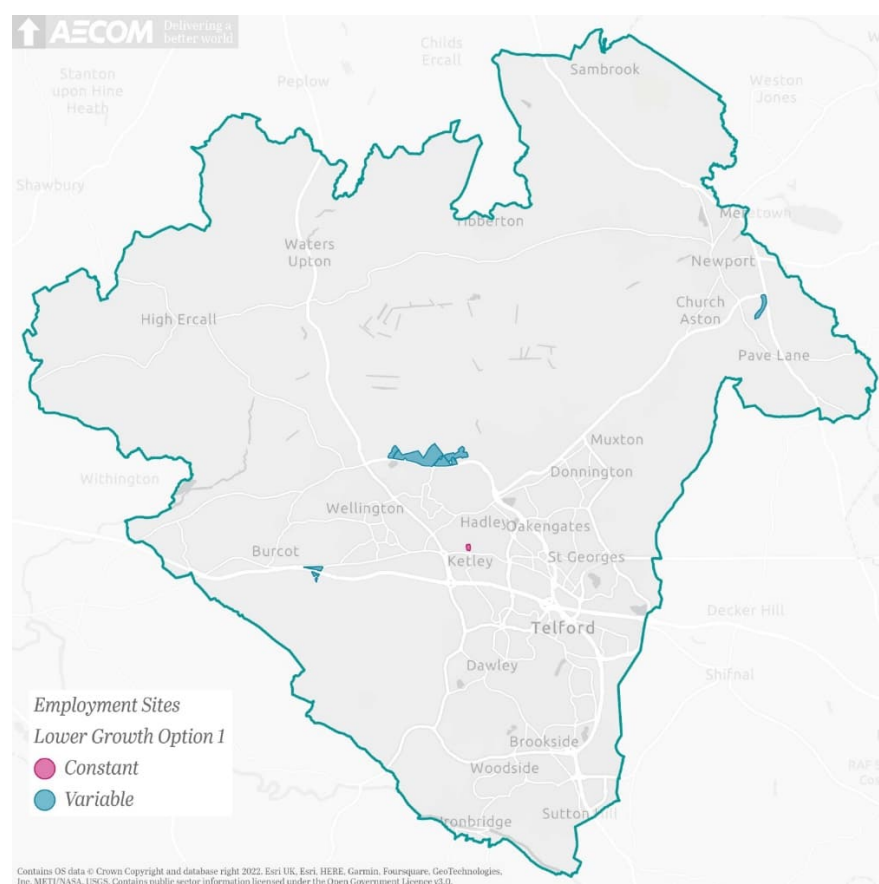 AECOM
Delivering a
better world
Childs
Ercall
Sambrook
Stanton
upon Hine
Heath
Peplow
Weston
Jones
Shawbury
Tibberton
Meretown
Waters
Upton
Newport
High Ercall
Church
Aston
Pave Lane
Muxton
Withington
Donnington
Wellington
Hadley
Oakengates
Burcot
Ketley
St Georges
Decker Hill
Telford
Dawley
Shifnal
Employment Sites
Lower Growth Option 1
Constant
Variable
Brookside
Woodside
Sutton Hill
Ironbridge
Contains OS data © Crown Copyright and database right 2022, Esri UK, Esri, HERE, Garmin, Foursquare, GeoTechnologies,
Inc, METI/NASA, USGS. Contains public sector information licensed under the Open Government Licence v3.0.